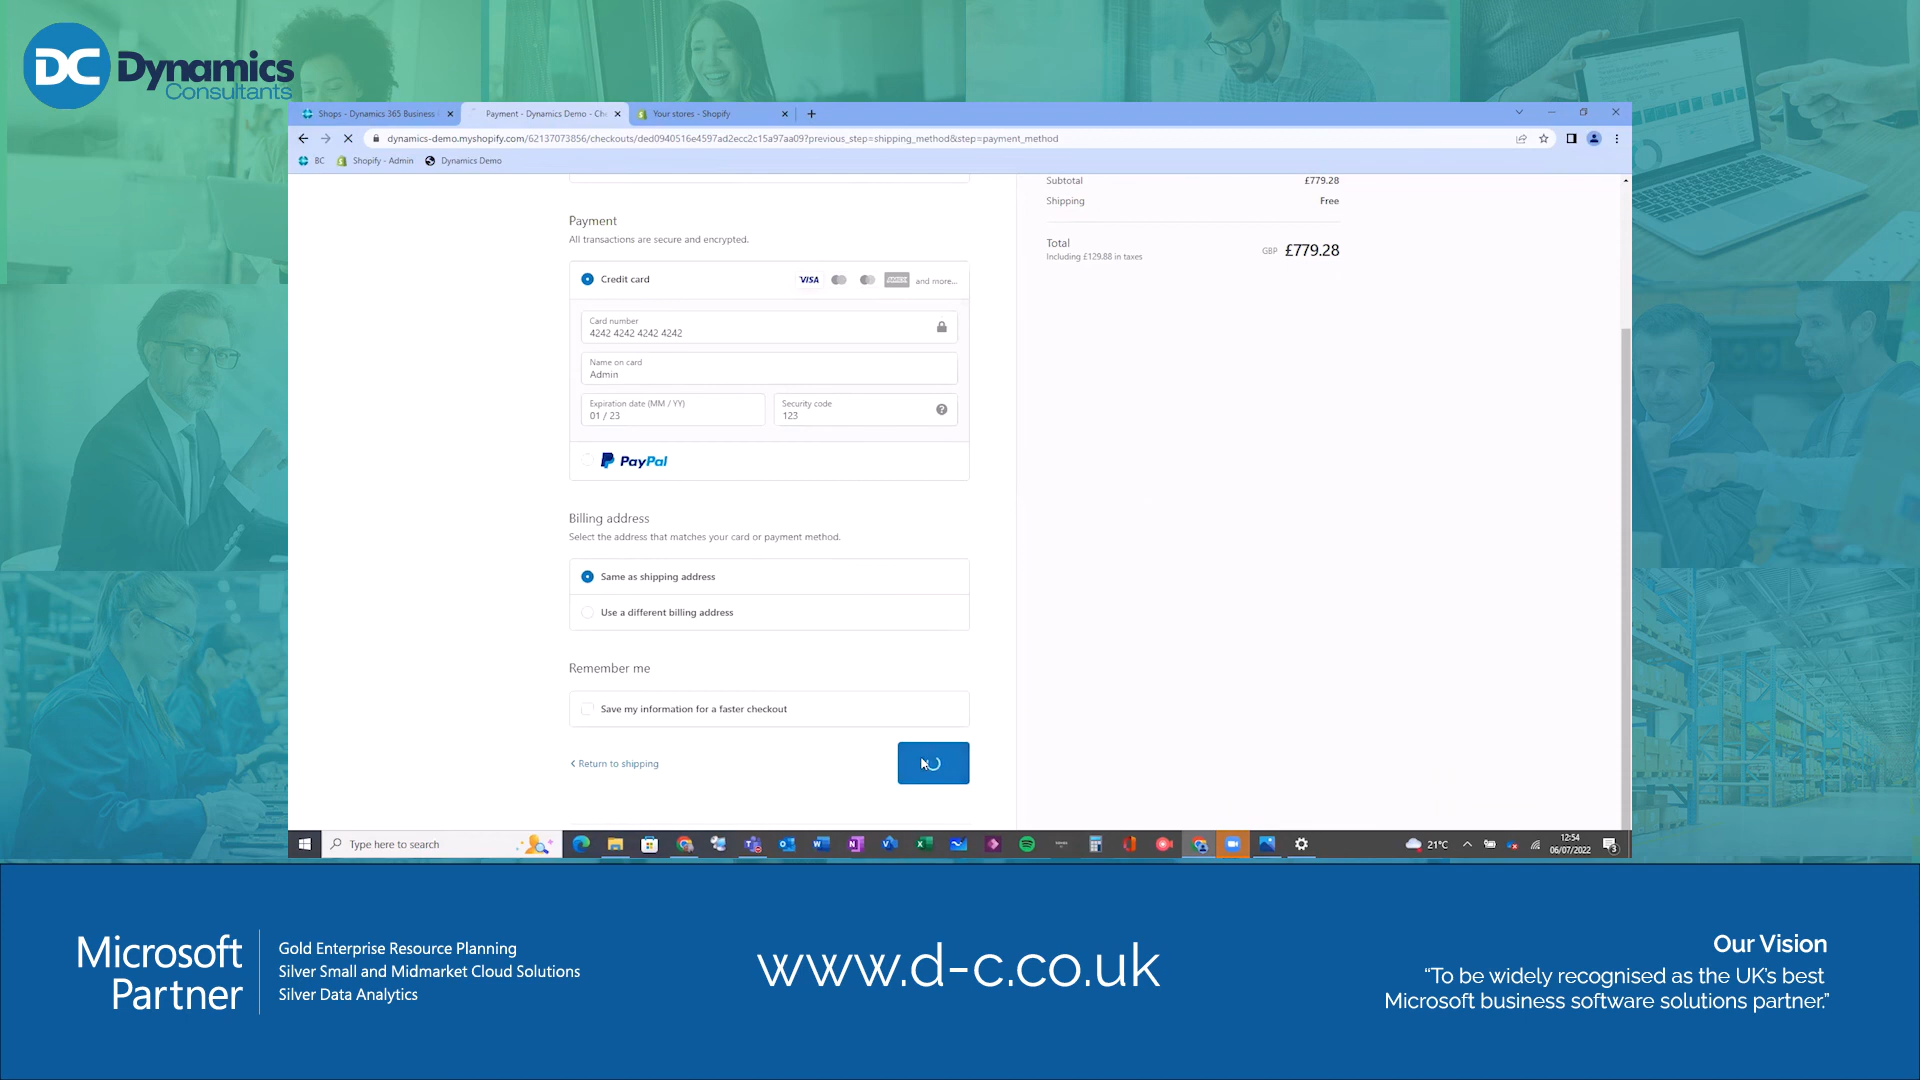 DC Dynamics
Consultants
Shops - Dynamics 365 Business
Payment - Dynamics Demo - Che
Your stores - Shopify
dynamics-demo.myshopify.com/62137073856/checkouts/ded0940516e4597ad2ecc2c15a97aa09?previous_step=shipping_method&step=payment_method
BC
Shopify - Admin
Dynamics Demo
Subtotal £779.28
Shipping Free
Total
Including £129.88 in taxes
GBP £779.28
Payment
All transactions are secure and encrypted.
Credit card
VISA
and more...
Card number
4242 4242 4242 4242
Name on card
Admin
Expiration date (MM / YY)
01 / 23
Security code
123
PayPal
Billing address
Select the address that matches your card or payment method.
Same as shipping address
Use a different billing address
Remember me
Save my information for a faster checkout
Return to shipping
Type here to search
21°C
12:54
06/07/2022
Microsoft
Partner
Gold Enterprise Resource Planning
Silver Small and Midmarket Cloud Solutions
Silver Data Analytics
www.d-c.co.uk
Our Vision
“To be widely recognised as the UK's best
Microsoft business software solutions partner.”